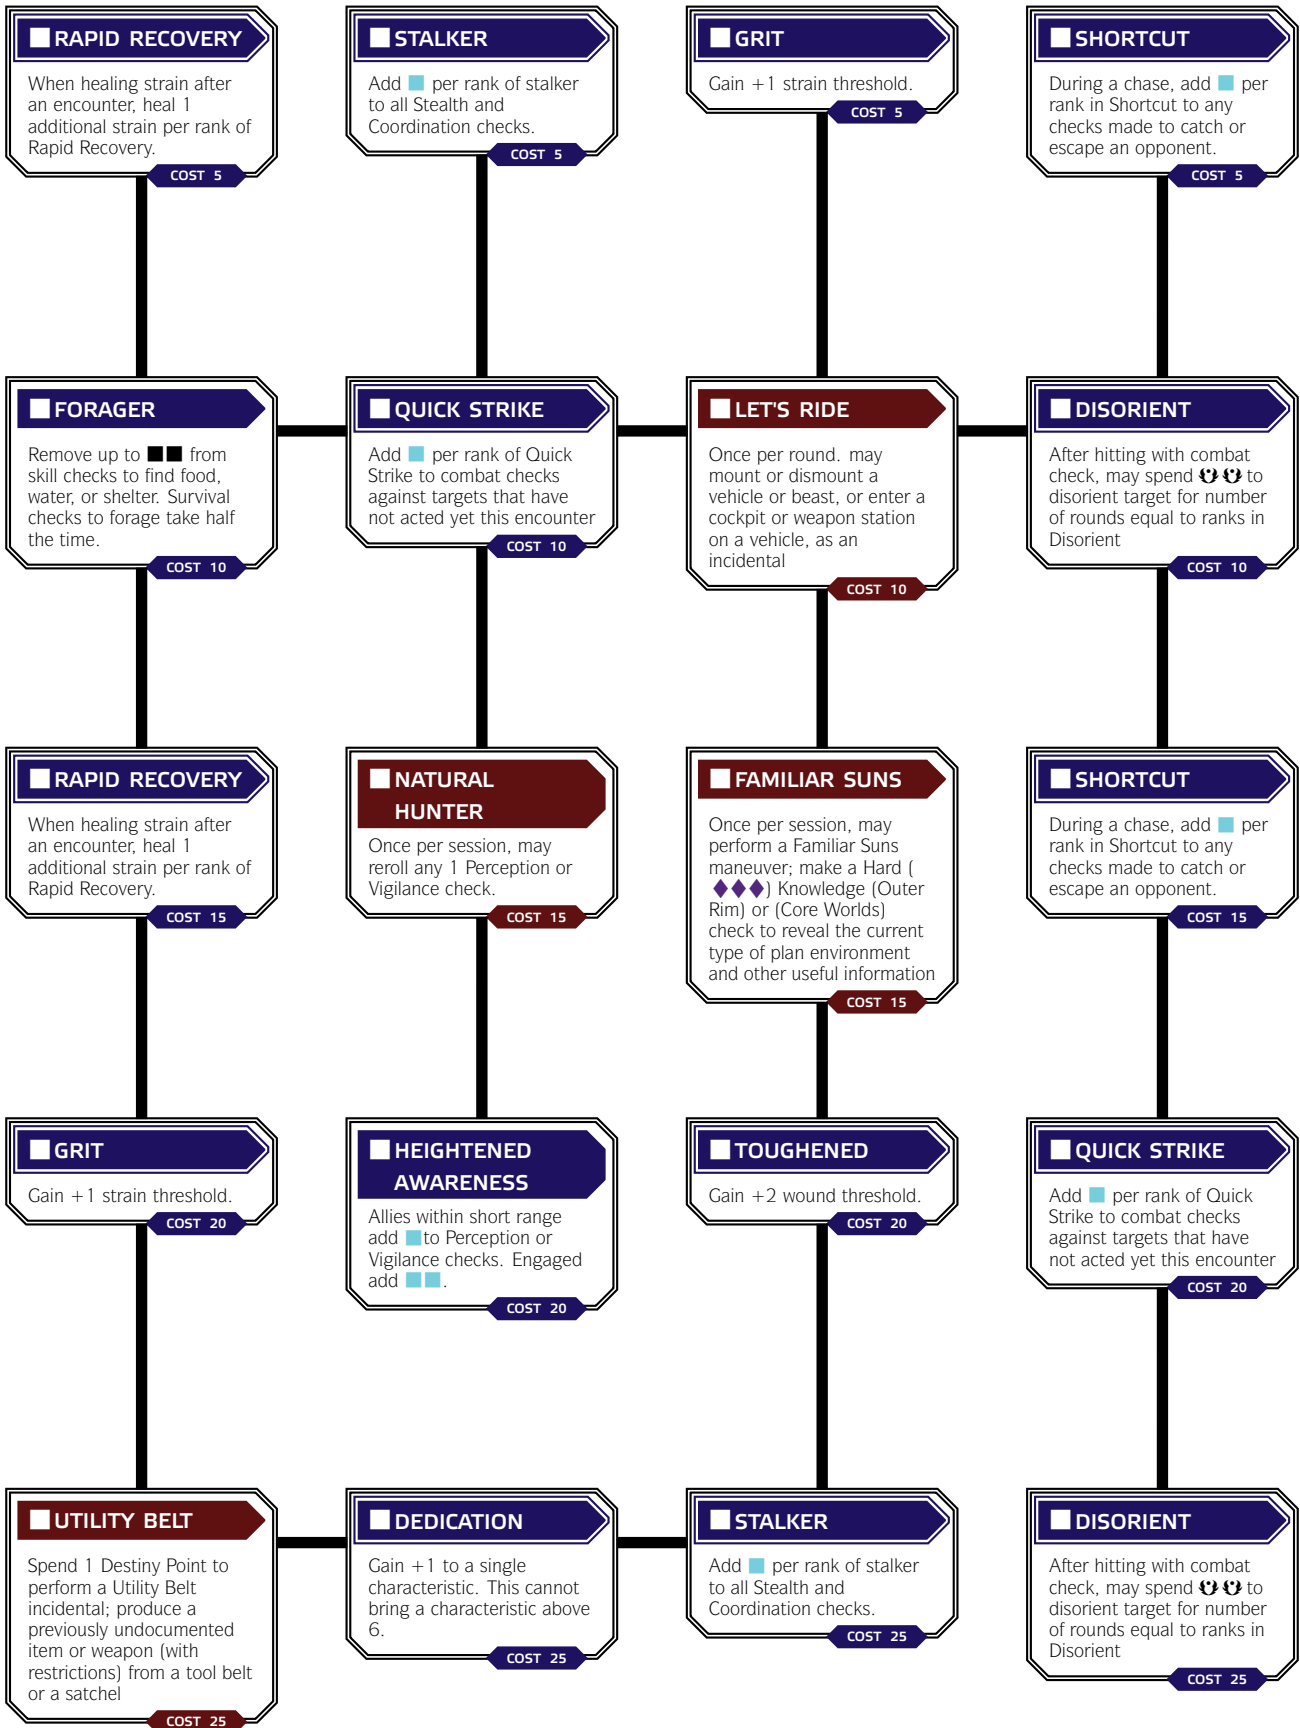 RAPID RECOVERY
When healing strain after
an encounter, heal 1
additional strain per rank of
Rapid Recovery.
COST 5
STALKER
Add per rank of stalker
to all Stealth and
Coordination checks.
COST 5
GRIT
Gain +1 strain threshold.
COST 5
SHORTCUT
During a chase, add per
rank in Shortcut to any
checks made to catch or
escape an opponent.
COST 5
FORAGER
Remove up to from
skill checks to find food,
water, or shelter. Survival
checks to forage take half
the time.
COST 10
QUICK STRIKE
Add per rank of Quick
Strike to combat checks
against targets that have
not acted yet this encounter
COST 10
LET'S RIDE
Once per round. may
mount or dismount a
vehicle or beast, or enter a
cockpit or weapon station
on a vehicle, as an
incidental
COST 10
DISORIENT
After hitting with combat
check, may spend to
disorient target for number
of rounds equal to ranks in
Disorient
COST 10
RAPID RECOVERY
When healing strain after
an encounter, heal 1
additional strain per rank of
Rapid Recovery.
COST 15
NATURAL
HUNTER
Once per session, may
reroll any 1 Perception or
Vigilance check.
COST 15
FAMILIAR SUNS
Once per session, may
perform a Familiar Suns
maneuver; make a Hard (
♦♦♦) Knowledge (Outer
Rim) or (Core Worlds)
check to reveal the current
type of plan environment
and other useful information
COST 15
SHORTCUT
During a chase, add per
rank in Shortcut to any
checks made to catch or
escape an opponent.
COST 15
GRIT
Gain +1 strain threshold.
COST 20
HEIGHTENED
AWARENESS
Allies within short range
add to Perception or
Vigilance checks. Engaged
add .
COST 20
TOUGHENED
Gain +2 wound threshold.
COST 20
QUICK STRIKE
Add per rank of Quick
Strike to combat checks
against targets that have
not acted yet this encounter
COST 20
UTILITY BELT
Spend 1 Destiny Point to
perform a Utility Belt
incidental; produce a
previously undocumented
item or weapon (with
restrictions) from a tool belt
or a satchel
COST 25
DEDICATION
Gain +1 to a single
characteristic. This cannot
bring a characteristic above
6.
COST 25
STALKER
Add per rank of stalker
to all Stealth and
Coordination checks.
COST 25
DISORIENT
After hitting with combat
check, may spend to
disorient target for number
of rounds equal to ranks in
Disorient
COST 25